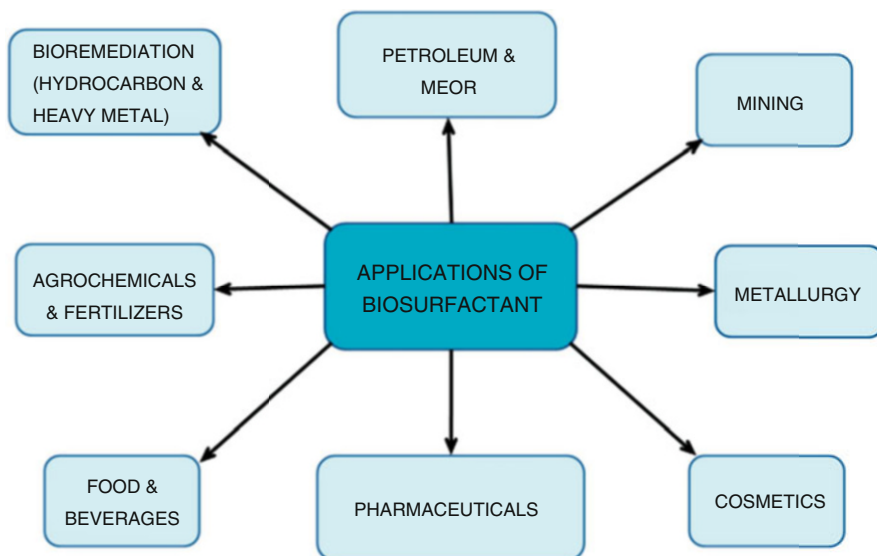 BIOREMEDIATION
(HYDROCARBON &
HEAVY METAL)
PETROLEUM &
MEOR
MINING
AGROCHEMICALS
& FERTILIZERS
APPLICATIONS OF
BIOSURFACTANT
METALLURGY
FOOD &
BEVERAGES
PHARMACEUTICALS
COSMETICS